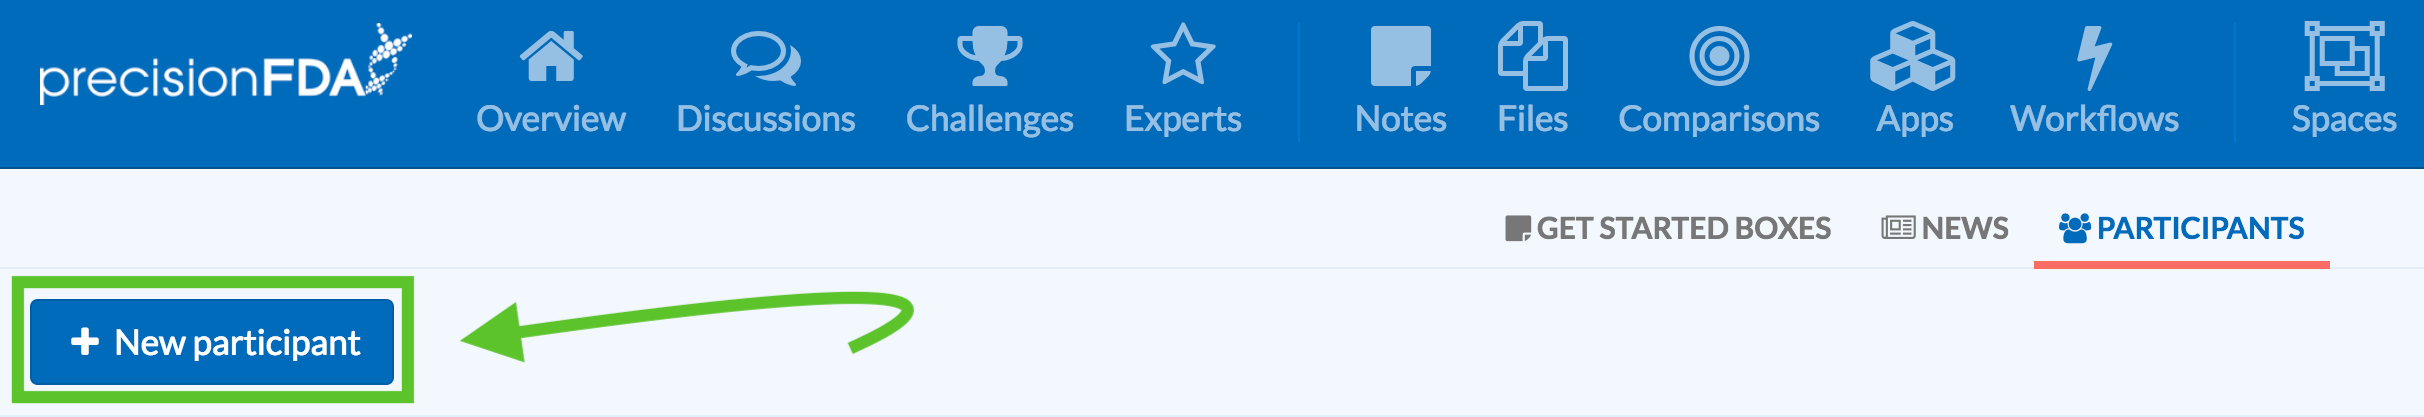 precisionFDA
Overview Discussions Challenges Experts Notes Files Comparisons Apps Workflows Spaces
GET STARTED BOXES NEWS PARTICIPANTS
+ New participant